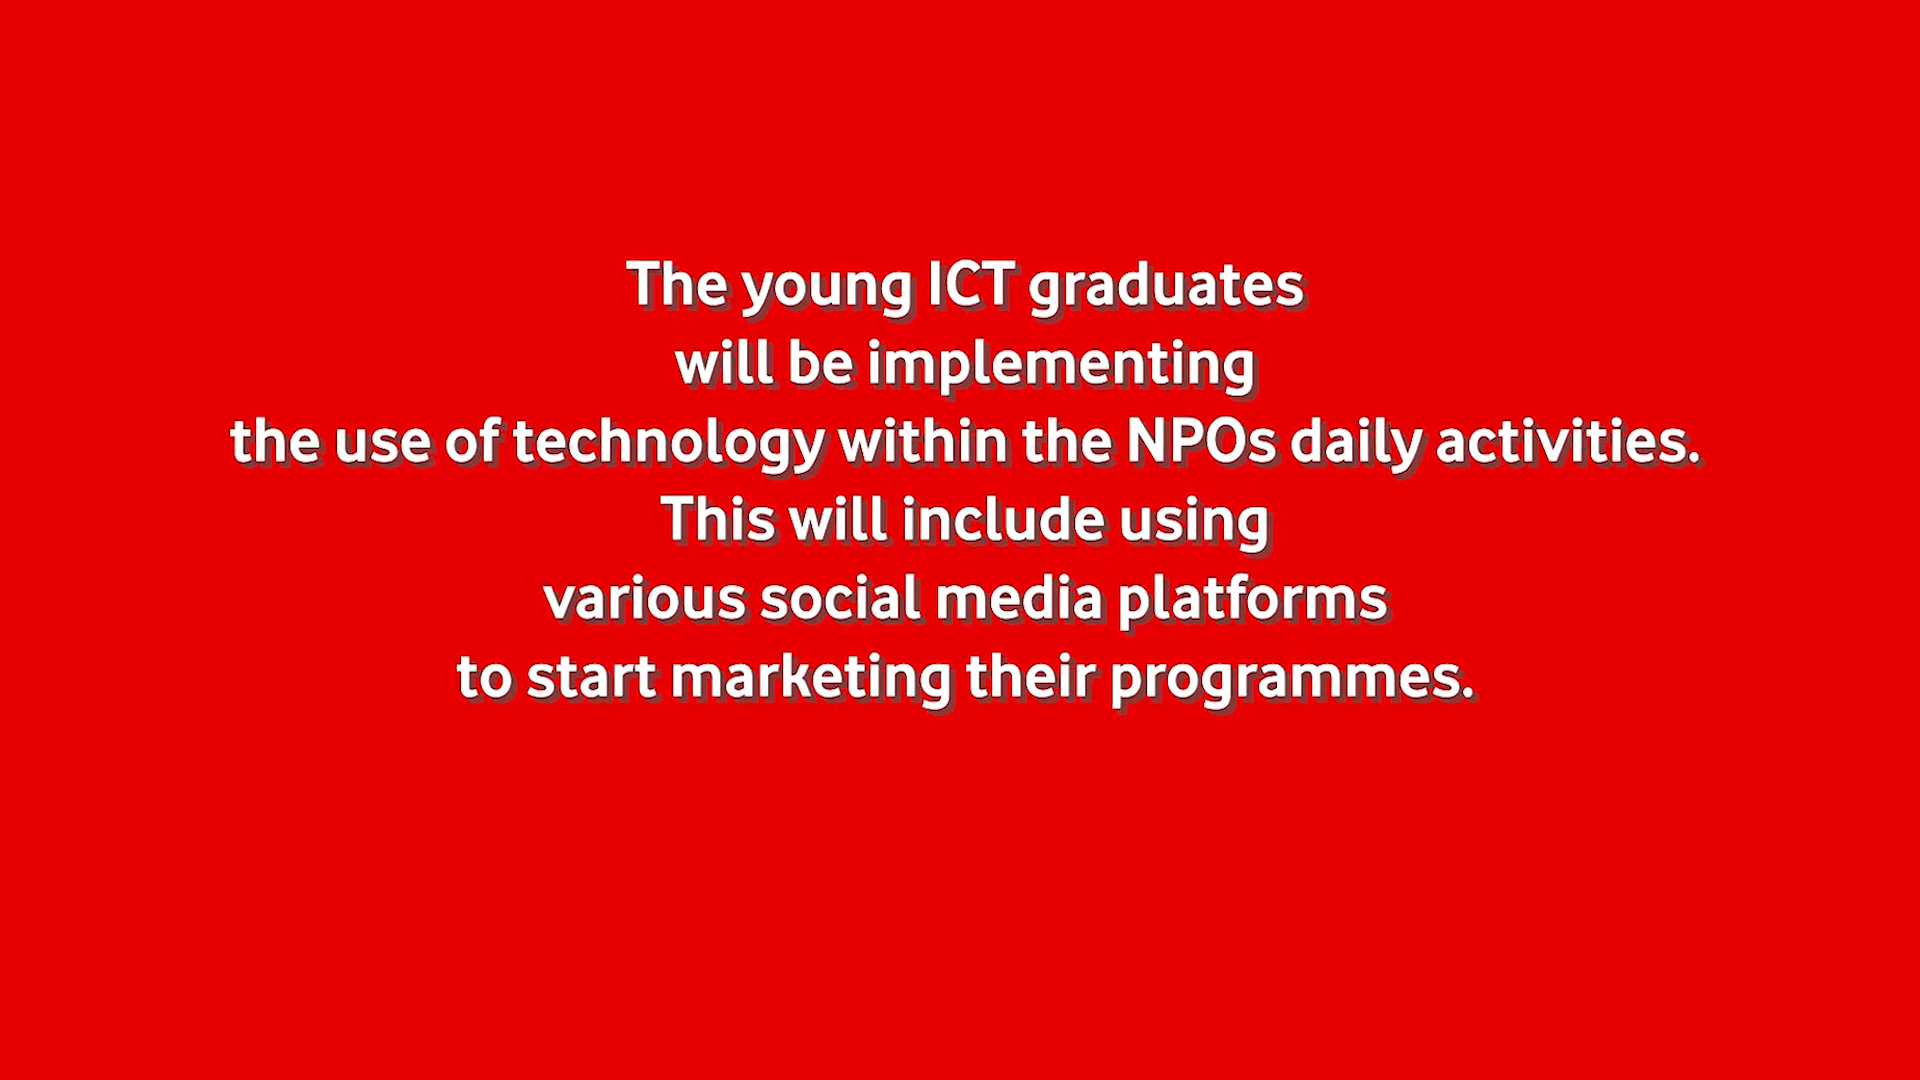 The young ICT graduates
will be implementing
the use of technology within the NPOs daily activities.
This will include using
various social media platforms
to start marketing their programmes.